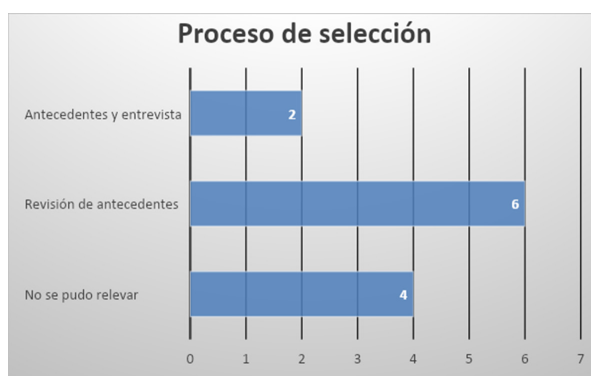 Proceso de selección
Antecedentes y entrevista
2
Revisión de antecedentes
6
No se pudo relevar
4
0 1 2 3 4 5 6 7